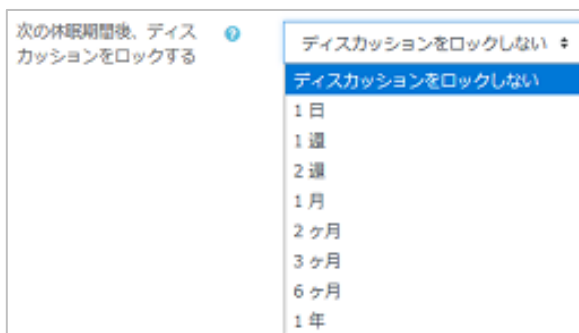 次の休眠期間後、ディス
カッションをロックする
ディスカッションをロックしない
ディスカッションをロックしない
1 日
1 週
2 週
1 月
2 ヶ月
3 ヶ月
6 ヶ月
1 年